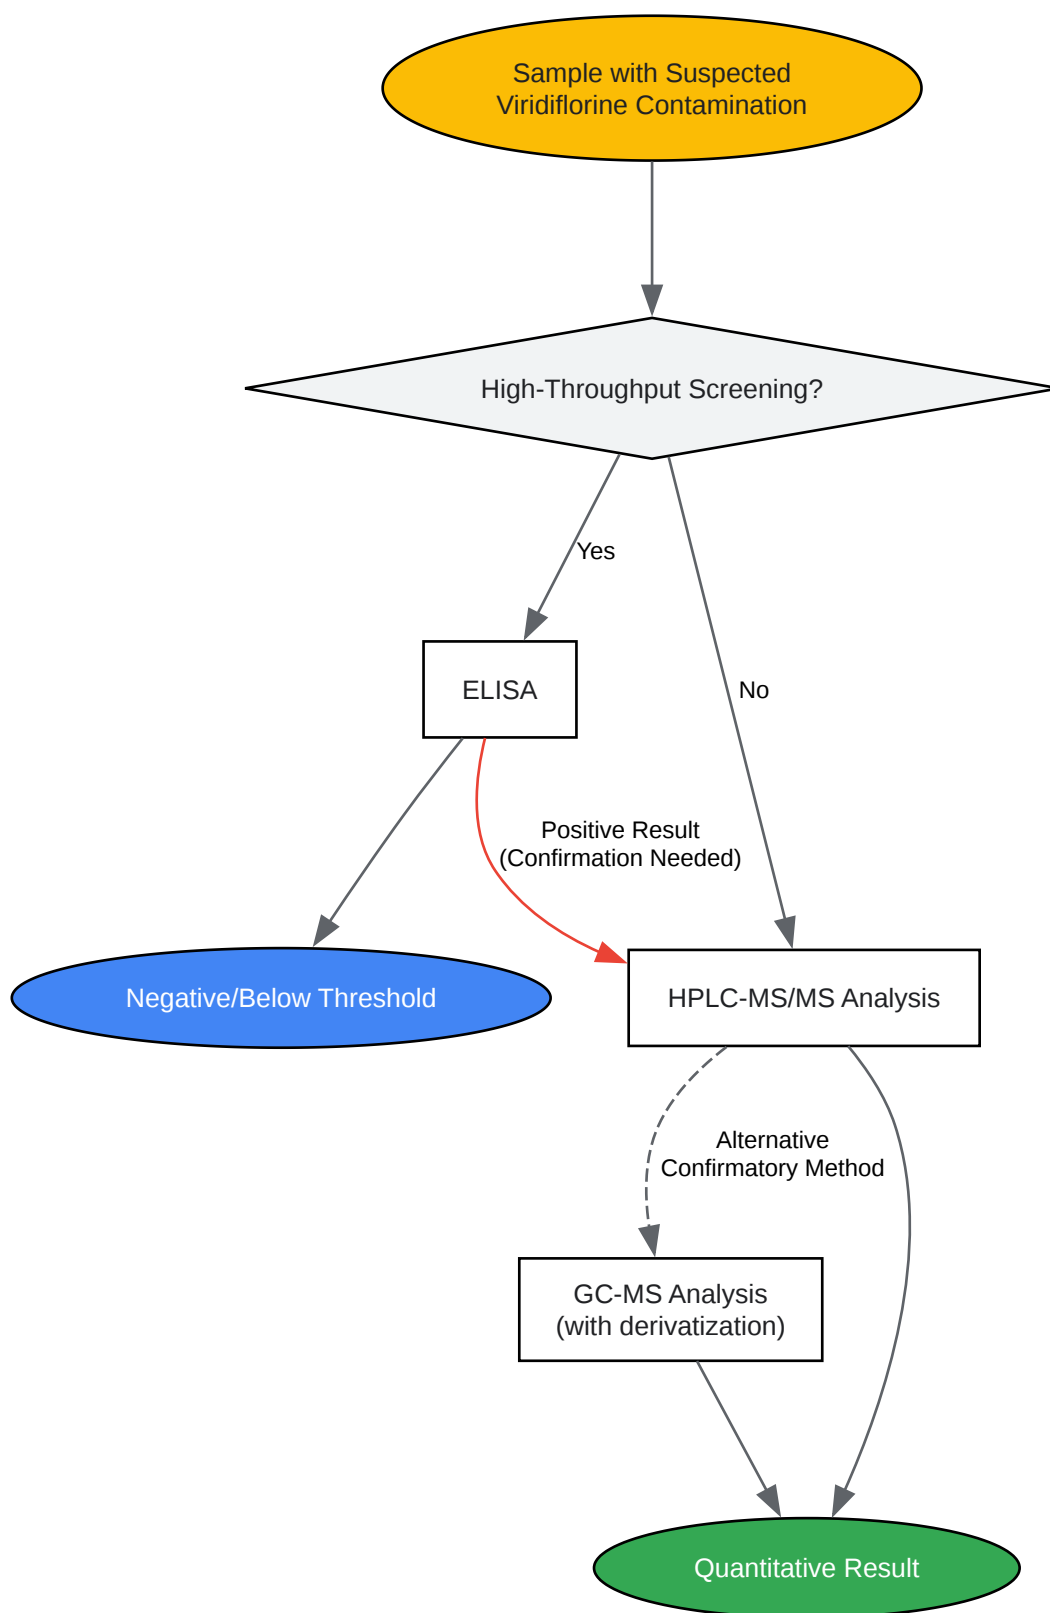 Sample with Suspected
Viridiflorine Contamination
High-Throughput Screening?
Yes
ELISA
No
Positive Result
(Confirmation Needed)
Negative/Below Threshold
HPLC-MS/MS Analysis
Alternative
Confirmatory Method
GC-MS Analysis
(with derivatization)
Quantitative Result